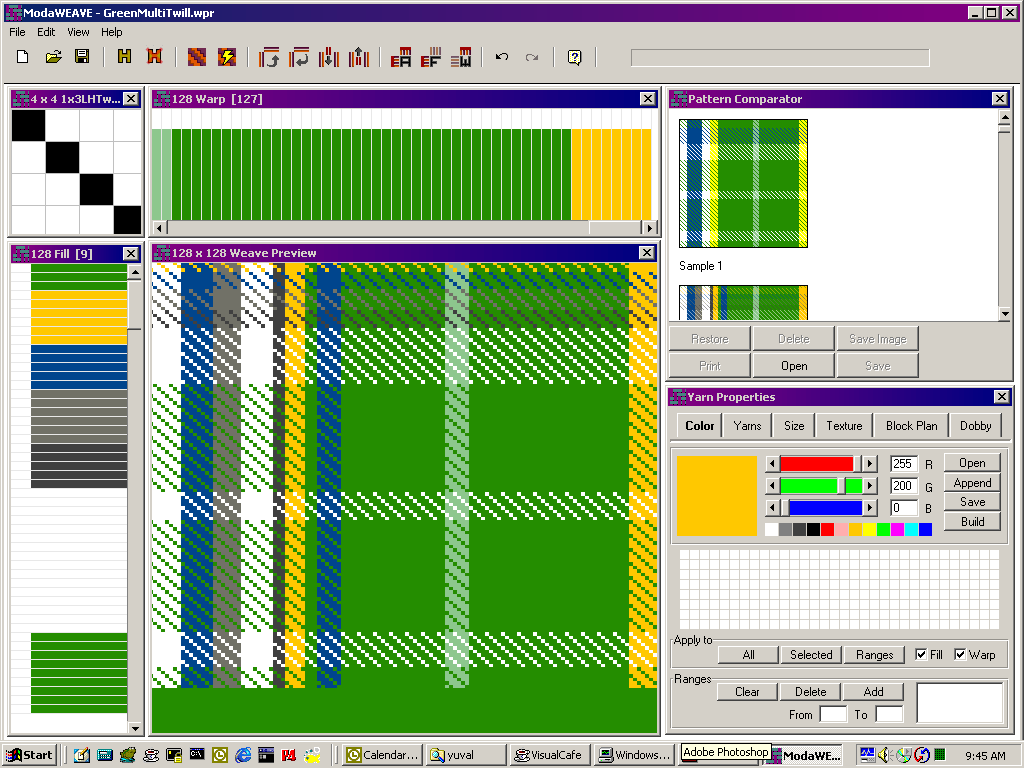 ModaWEAVE - GreenMultiTwill.wpr
File Edit View Help
4 x 4 1x3LHTw...
128 Warp [127]
Pattern Comparator
Sample 1
Restore Delete Save Image
Print Open Save
128 Fill [9]
128 x 128 Weave Preview
Yarn Properties
Color Yarns Size Texture Block Plan Dobby
255 R Open
200 G Append
0 B Save
Build
Apply to
All Selected Ranges Fill Warp
Ranges
Clear Delete Add
From To
Start Calendar... yuval VisualCafe Windows... Adobe Photoshop ModaWE... 9:45 AM